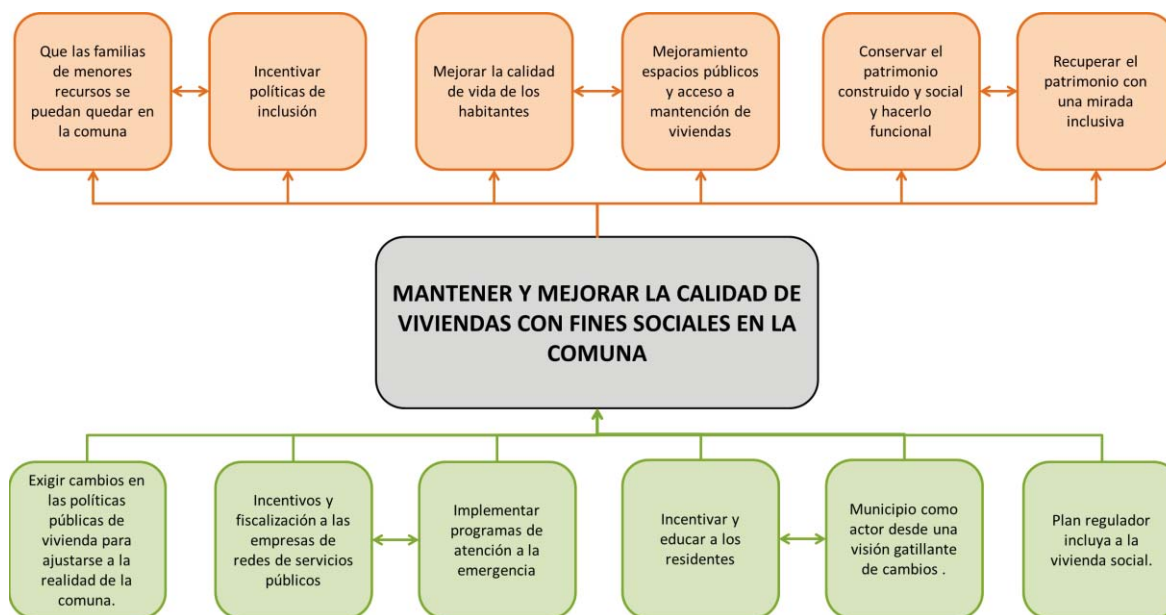 Que las familias
de menores
recursos se
puedan quedar en
la comuna
Incentivar
políticas de
inclusión
Mejorar la calidad
de vida de los
habitantes
Mejoramiento
espacios públicos
y acceso a
mantención de
viviendas
Conservar el
patrimonio
construido y social
y hacerlo
funcional
Recuperar el
patrimonio con
una mirada
inclusiva
MANTENER Y MEJORAR LA CALIDAD DE
VIVIENDAS CON FINES SOCIALES EN LA
COMUNA
Exigir cambios en
las políticas
públicas de
vivienda para
ajustarse a la
realidad de la
comuna.
Incentivos y
fiscalización a las
empresas de
redes de servicios
públicos
Implementar
programas de
atención a la
emergencia
Incentivar y
educar a los
residentes
Municipio como
actor desde una
visión gatillante
de cambios .
Plan regulador
incluya a la
vivienda social.